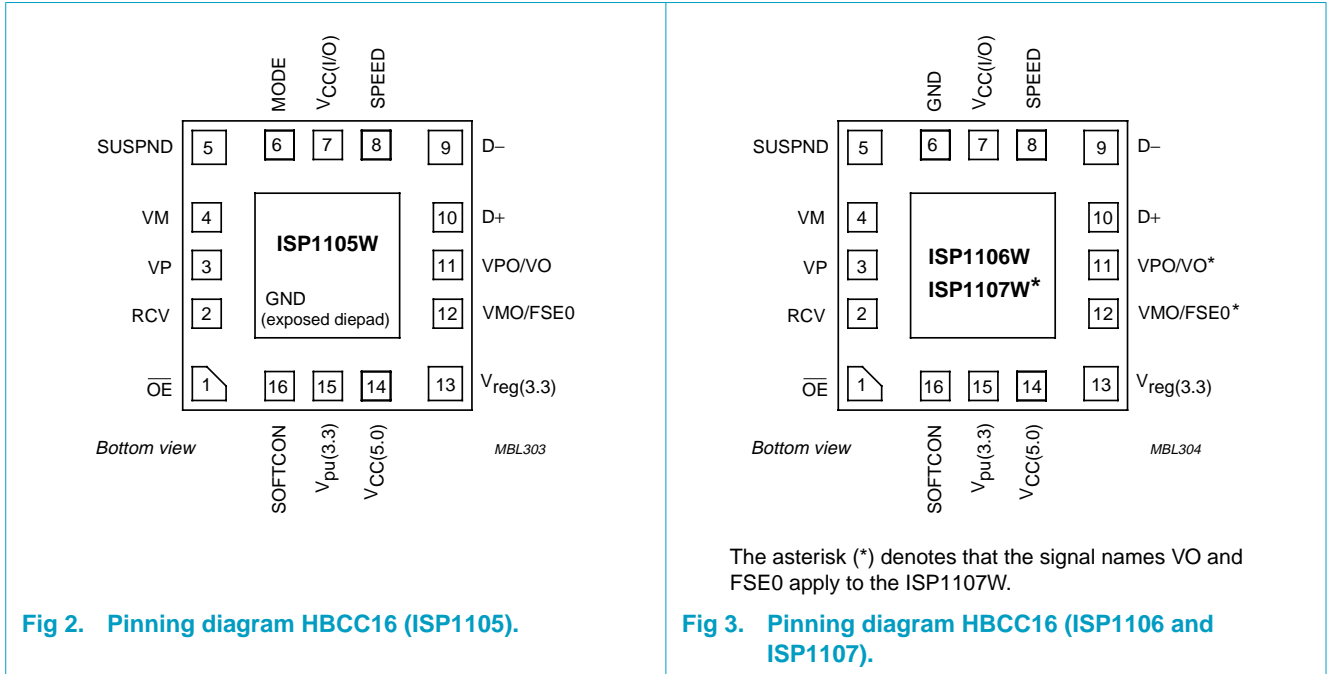 MODE
VCC(I/O)
SPEED
SUSPND 5 6 7 8 9 D−
VM 4 10 D+
ISP1105W
VP 3 11 VPO/VO
GND
(exposed diepad)
RCV 2 12 VMO/FSE0
OE 1 16 15 14 13 Vreg(3.3)
Bottom view
SOFTCON
Vpu(3.3)
VCC(5.0)
MBL303
Fig 2. Pinning diagram HBCC16 (ISP1105).
GND
VCC(I/O)
SPEED
SUSPND 5 6 7 8 9 D−
VM 4 10 D+
ISP1106W
VP 3 11 VPO/VO*
ISP1107W*
RCV 2 12 VMO/FSE0*
OE 1 16 15 14 13 Vreg(3.3)
Bottom view
SOFTCON
Vpu(3.3)
VCC(5.0)
MBL304
The asterisk (*) denotes that the signal names VO and
FSE0 apply to the ISP1107W.
Fig 3. Pinning diagram HBCC16 (ISP1106 and
ISP1107).